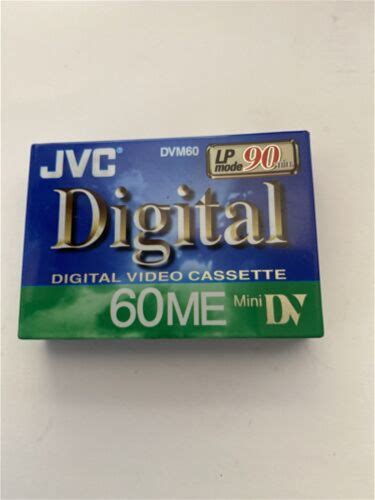 JVC DVM60 LP mode 90 min.
Digital
DIGITAL VIDEO CASSETTE
60ME Mini DV